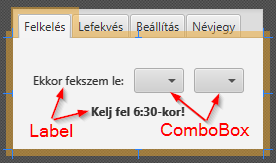 Felkelés Lefekvés Beállítás Névjegy
Ekkor fekszem le:
Kelj fel 6:30-kor!
Label ComboBox